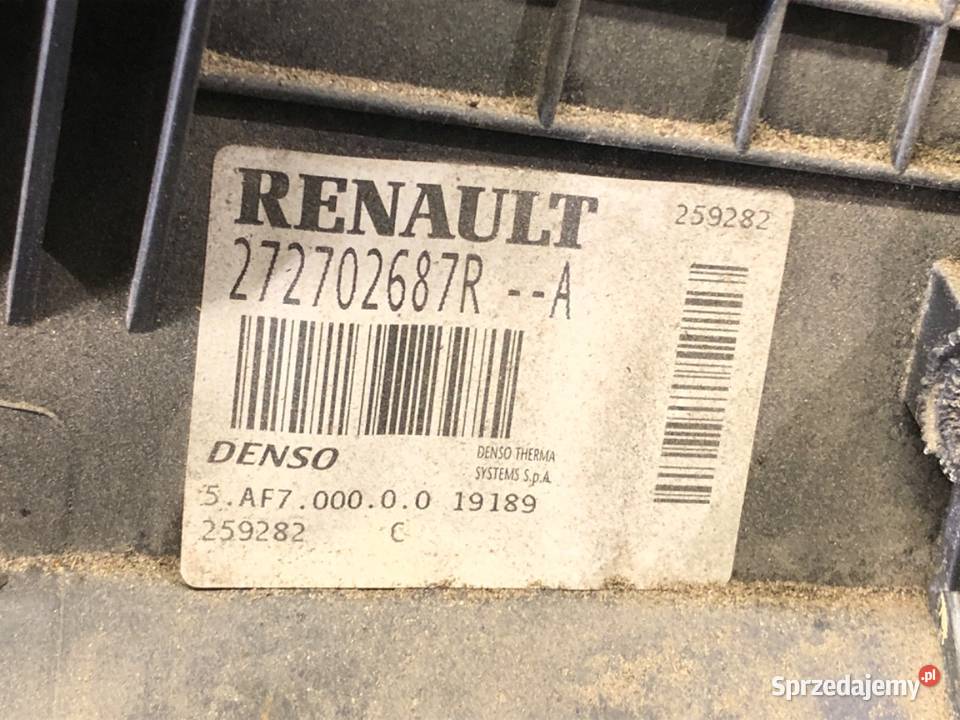 RENAULT
259282
272702687R --A
DENSO
DENSO THERMA
SYSTEMS S.p.A.
5.AF7.000.0.0 19189
259282 C
Sprzedajemy.pl